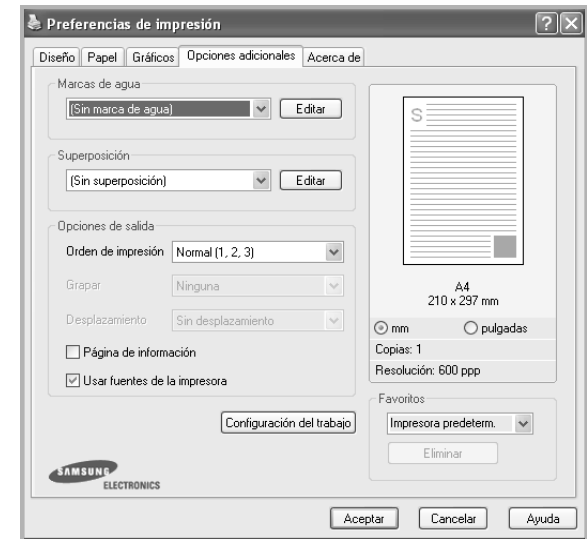 Preferencias de impresión
Diseño Papel Gráficos Opciones adicionales Acerca de
Marcas de agua
(Sin marca de agua) Editar
Superposición
(Sin superposición) Editar
Opciones de salida
Orden de impresión Normal (1, 2, 3)
Grapar Ninguna
Desplazamiento Sin desplazamiento
Página de información
Usar fuentes de la impresora
Configuración del trabajo
SAMSUNG
ELECTRONICS
S
A4
210 x 297 mm
mm pulgadas
Copias: 1
Resolución: 600 ppp
Favoritos
Impresora predeterm.
Eliminar
Aceptar Cancelar Ayuda